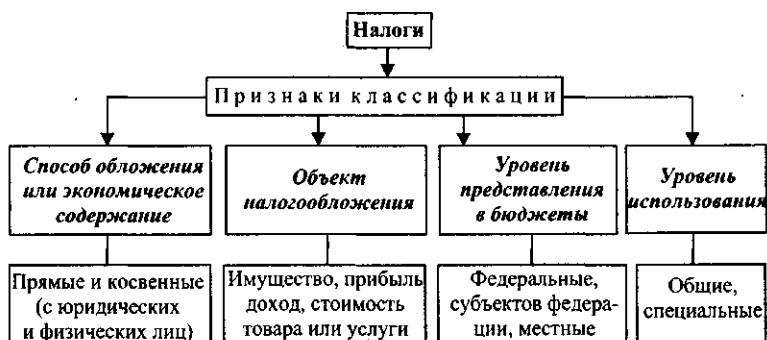 Налоги
Признаки классификации
Способ обложения
или экономическое
содержание
Объект
налогообложения
Уровень
представления
в бюджеты
Уровень
использования
Прямые и косвенные
(с юридических
и физических лиц)
Имущество, прибыль
доход, стоимость
товара или услуги
Федеральные,
субъектов федера-
ции, местные
Общие,
специальные